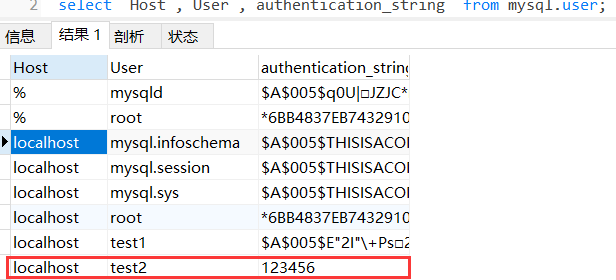 2 select Host , User , authentication_string from mysql.user;
信息 结果 1 剖析 状态
Host User authentication_string
% mysqld $A$005$q0U|□JZJC*
% root *6BB4837EB7432910
localhost mysql.infoschema $A$005$THISISACOI
localhost mysql.session $A$005$THISISACOI
localhost mysql.sys $A$005$THISISACOI
localhost root *6BB4837EB7432910
localhost test1 $A$005$E"2I"\+Ps□2
localhost test2 123456